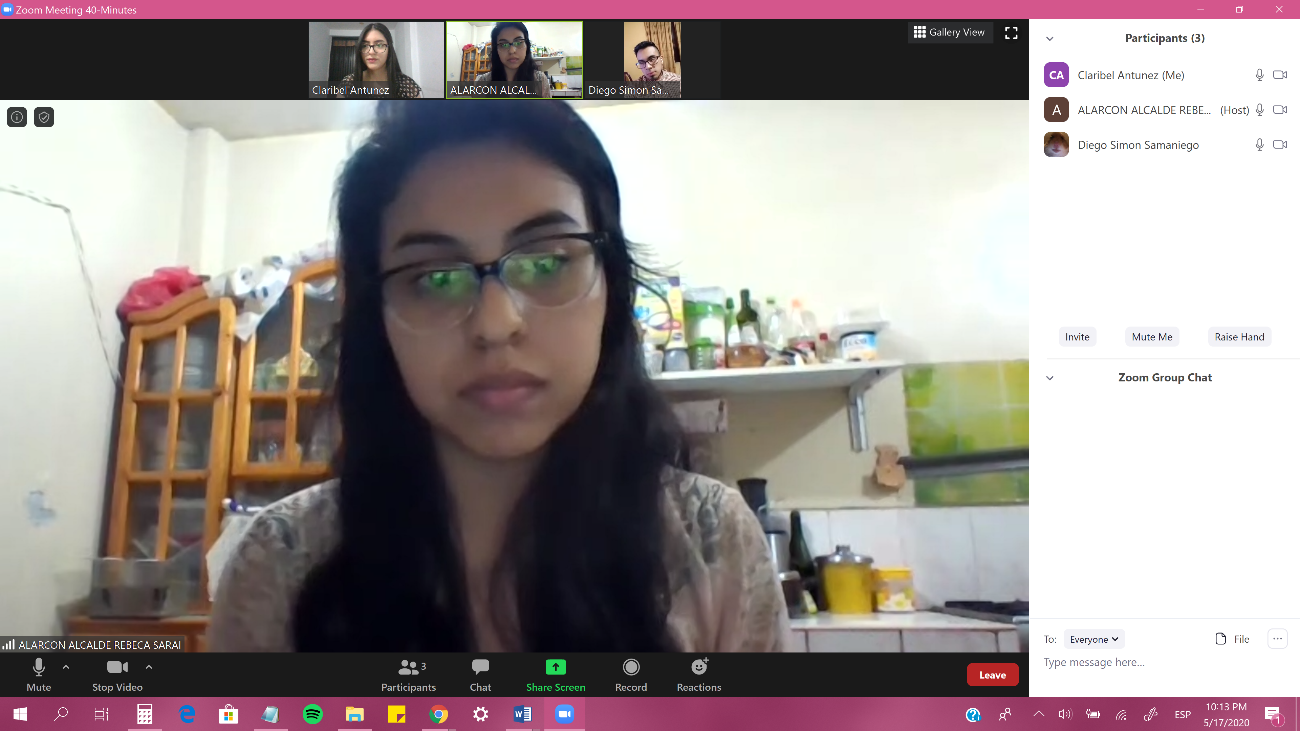 Zoom Meeting 40-Minutes
Claribel Antunez
ALARCON ALCAL...
Diego Simon Sa...
Gallery View
Participants (3)
CA Claribel Antunez (Me)
A ALARCON ALCALDE REBE... (Host)
Diego Simon Samaniego
Invite Mute Me Raise Hand
Zoom Group Chat
ALARCON ALCALDE REBECA SARAI
To: Everyone File
Type message here...
Mute
Stop Video
Participants 3
Chat
Share Screen
Record
Reactions
Leave
ESP
10:13 PM
5/17/2020
1